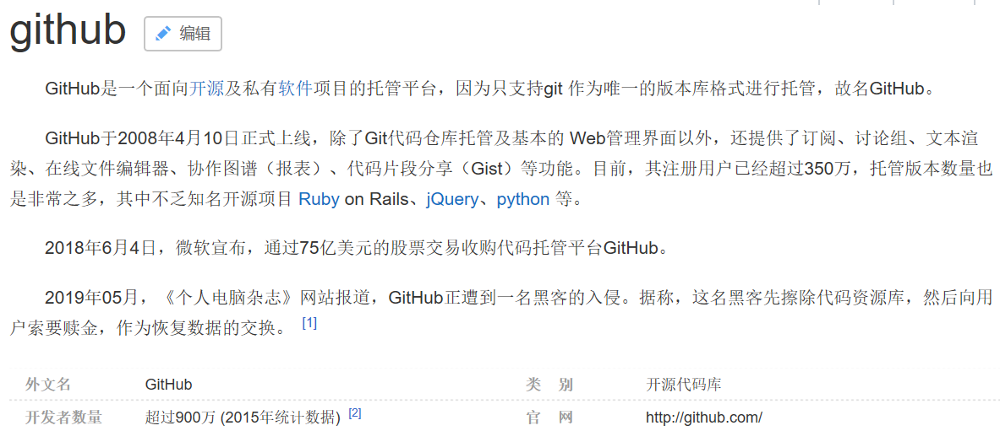 github 编辑
GitHub是一个面向开源及私有软件项目的托管平台，因为只支持git 作为唯一的版本库格式进行托管，故名GitHub。
GitHub于2008年4月10日正式上线，除了Git代码仓库托管及基本的 Web管理界面以外，还提供了订阅、讨论组、文本渲
染、在线文件编辑器、协作图谱（报表）、代码片段分享（Gist）等功能。目前，其注册用户已经超过350万，托管版本数量也
是非常之多，其中不乏知名开源项目 Ruby on Rails、jQuery、python 等。
2018年6月4日，微软宣布，通过75亿美元的股票交易收购代码托管平台GitHub。
2019年05月，《个人电脑杂志》网站报道，GitHub正遭到一名黑客的入侵。据称，这名黑客先擦除代码资源库，然后向用
户索要赎金，作为恢复数据的交换。 [1]
外文名 GitHub 类 别 开源代码库
开发者数量 超过900万 (2015年统计数据) [2] 官 网 http://github.com/